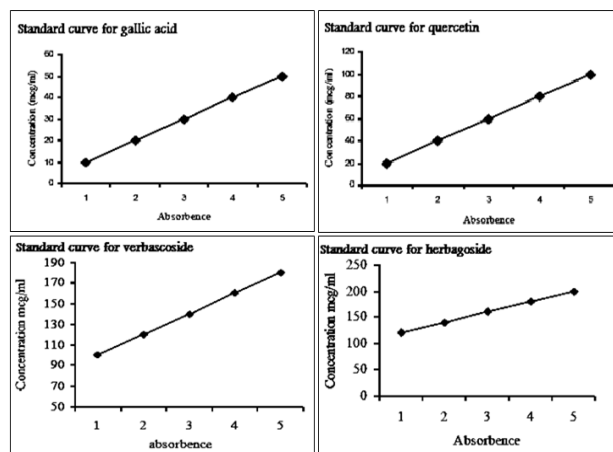 Standard curve for gallic acid
60
50
40
30
20
10
0
Concentration (mcg/ml)
1 2 3 4 5
Absorbence
Standard curve for quercetin
120
100
80
60
40
20
0
Concentration (mcg/ml)
1 2 3 4 5
Absorbence
Standard curve for verbascoside
190
170
150
130
110
90
70
50
Concentration mcg/ml
1 2 3 4 5
absorbence
Standard curve for herbagoside
250
200
150
100
50
0
Concentration mcg/ml
1 2 3 4 5
Absorbence